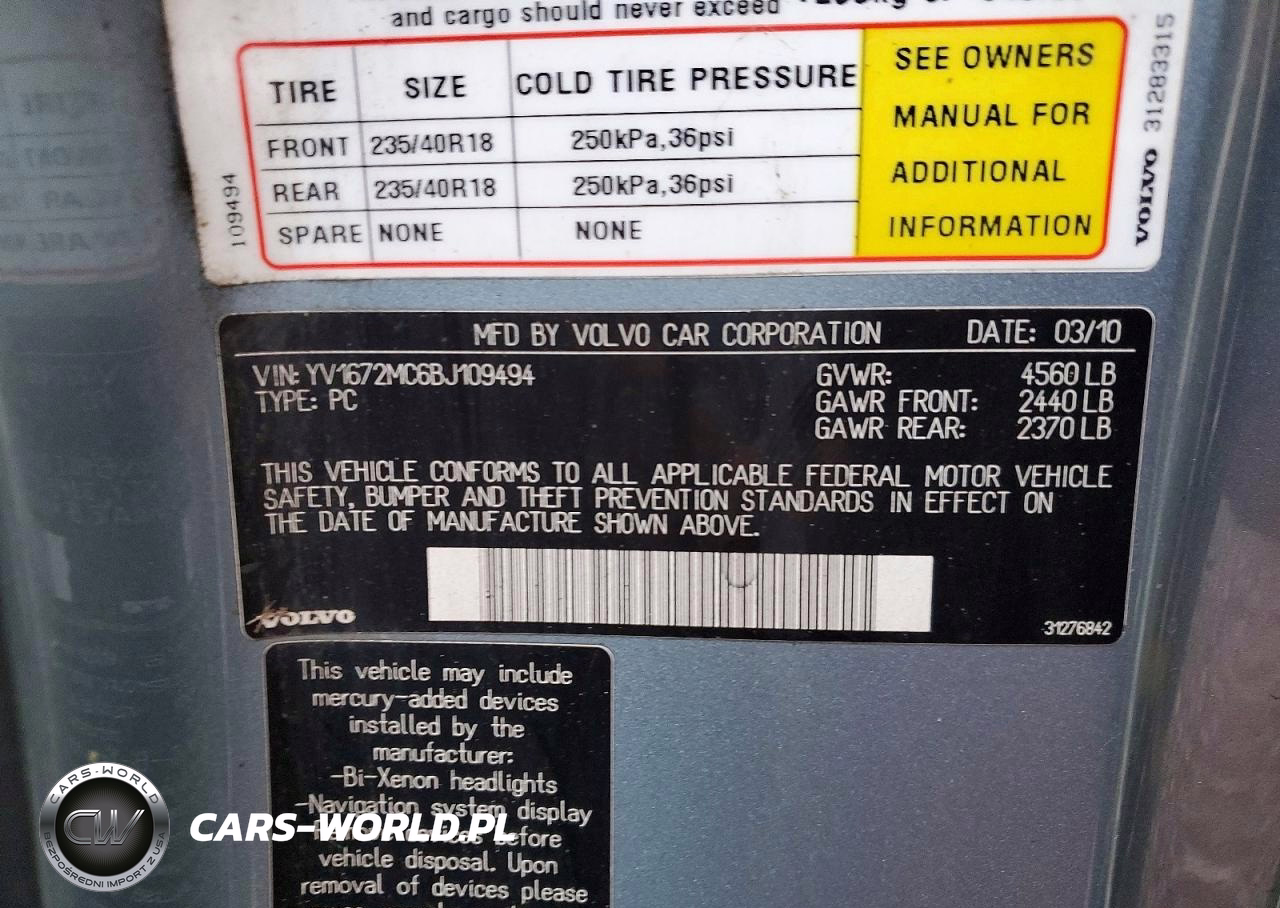 and cargo should never exceed
TIRE SIZE COLD TIRE PRESSURE
FRONT 235/40R18 250kPa,36psi
REAR 235/40R18 250kPa,36psi
SPARE NONE NONE
SEE OWNERS
MANUAL FOR
ADDITIONAL
INFORMATION
109494
VOLVO 31283315
MFD BY VOLVO CAR CORPORATION DATE: 03/10
VIN: YV1672MC6BJ109494 GVWR: 4560 LB
TYPE: PC GAWR FRONT: 2440 LB
GAWR REAR: 2370 LB
THIS VEHICLE CONFORMS TO ALL APPLICABLE FEDERAL MOTOR VEHICLE
SAFETY, BUMPER AND THEFT PREVENTION STANDARDS IN EFFECT ON
THE DATE OF MANUFACTURE SHOWN ABOVE.
VOLVO 31276842
This vehicle may include
mercury-added devices
installed by the
manufacturer:
-Bi-Xenon headlights
-Navigation system display
before
vehicle disposal. Upon
removal of devices please
CARS-WORLD
CW
BEZPOŚREDNI IMPORT Z USA
CARS-WORLD.PL